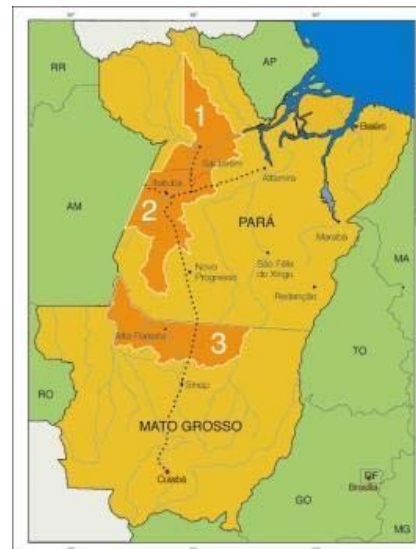 RR
AP
1
Belém
Santarém
Altamira
Itaituba
AM
2
PARÁ
Marabá
Novo
Progresso
São Félix
do Xingu
MA
Redenção
Alta Floresta
3
TO
Sinop
RO
MATO GROSSO
Cuiabá
DF
Brasília
GO
MG